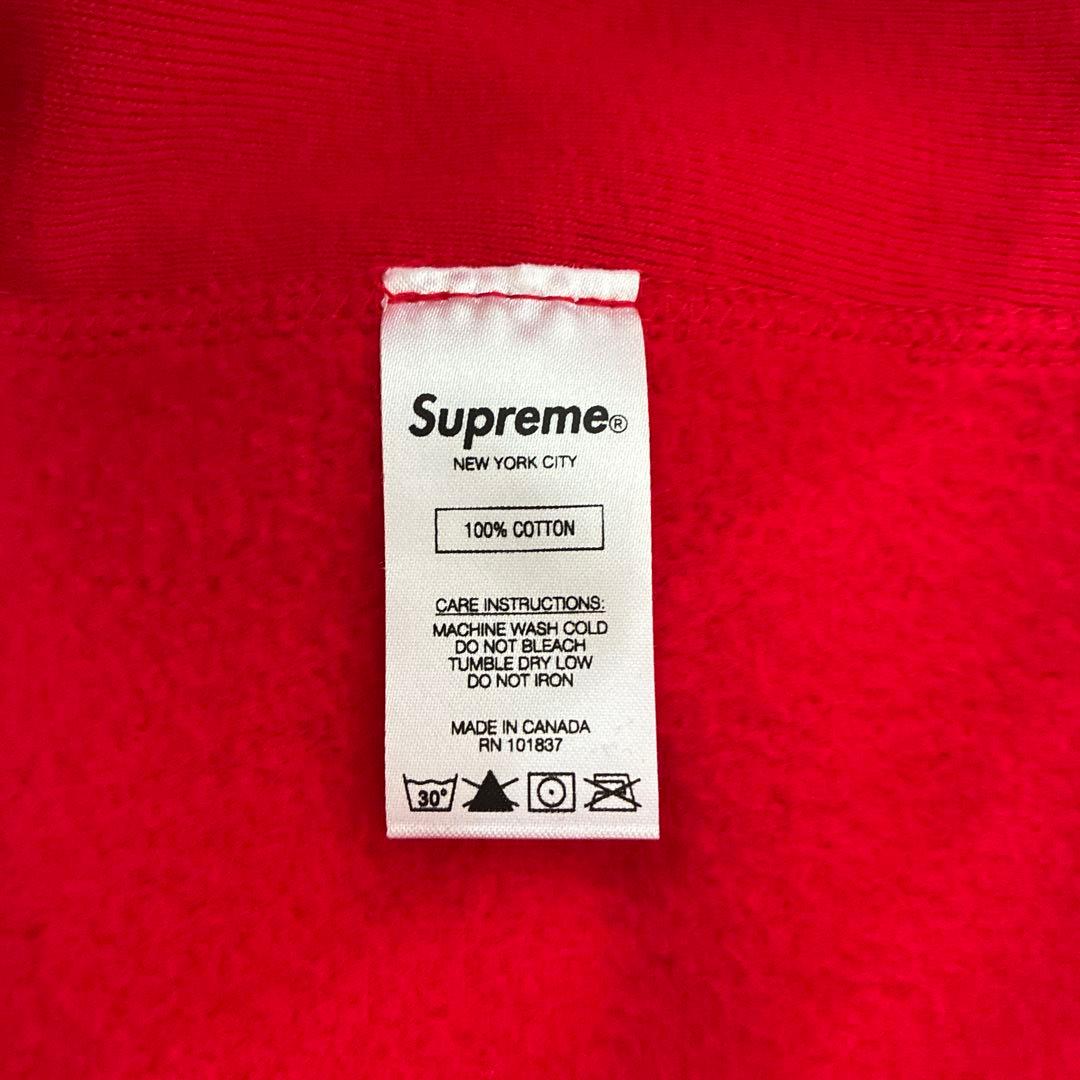 Supreme®
NEW YORK CITY
100% COTTON
CARE INSTRUCTIONS:
MACHINE WASH COLD
DO NOT BLEACH
TUMBLE DRY LOW
DO NOT IRON
MADE IN CANADA
RN 101837
30°